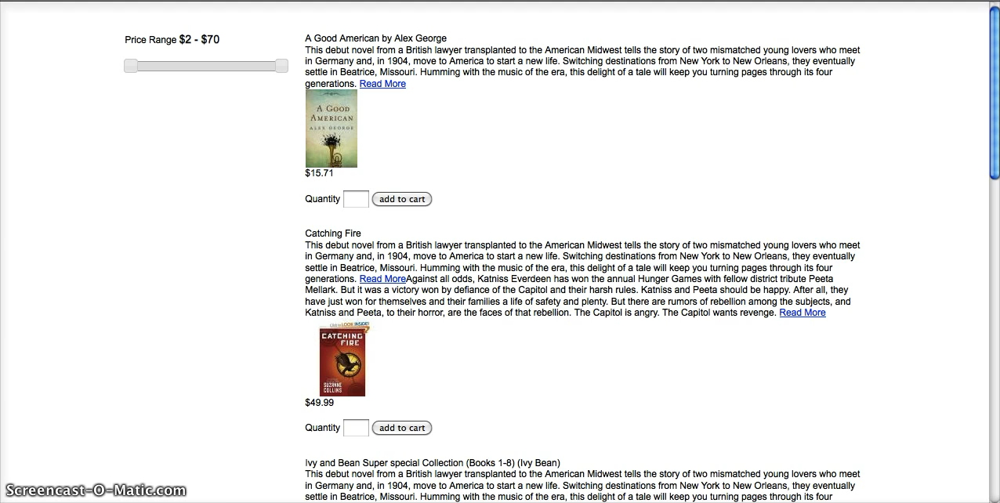 Price Range $2 - $70
A Good American by Alex George
This debut novel from a British lawyer transplanted to the American Midwest tells the story of two mismatched young lovers who meet
in Germany and, in 1904, move to America to start a new life. Switching destinations from New York to New Orleans, they eventually
settle in Beatrice, Missouri. Humming with the music of the era, this delight of a tale will keep you turning pages through its four
generations. Read More
A GOOD
AMERICAN
ALEX GEORGE
$15.71
Quantity add to cart
Catching Fire
This debut novel from a British lawyer transplanted to the American Midwest tells the story of two mismatched young lovers who meet
in Germany and, in 1904, move to America to start a new life. Switching destinations from New York to New Orleans, they eventually
settle in Beatrice, Missouri. Humming with the music of the era, this delight of a tale will keep you turning pages through its four
generations. Read MoreAgainst all odds, Katniss Everdeen has won the annual Hunger Games with fellow district tribute Peeta
Mellark. But it was a victory won by defiance of the Capitol and their harsh rules. Katniss and Peeta should be happy. After all, they
have just won for themselves and their families a life of safety and plenty. But there are rumors of rebellion among the subjects, and
Katniss and Peeta, to their horror, are the faces of that rebellion. The Capitol is angry. The Capitol wants revenge. Read More
Click to LOOK INSIDE!
CATCHING
FIRE
SUZANNE
COLLINS
$49.99
Quantity add to cart
Ivy and Bean Super special Collection (Books 1-8) (Ivy Bean)
This debut novel from a British lawyer transplanted to the American Midwest tells the story of two mismatched young lovers who meet
in Germany and, in 1904, move to America to start a new life. Switching destinations from New York to New Orleans, they eventually
settle in Beatrice, Missouri. Humming with the music of the era, this delight of a tale will keep you turning pages through its four
Screencast-O-Matic.com